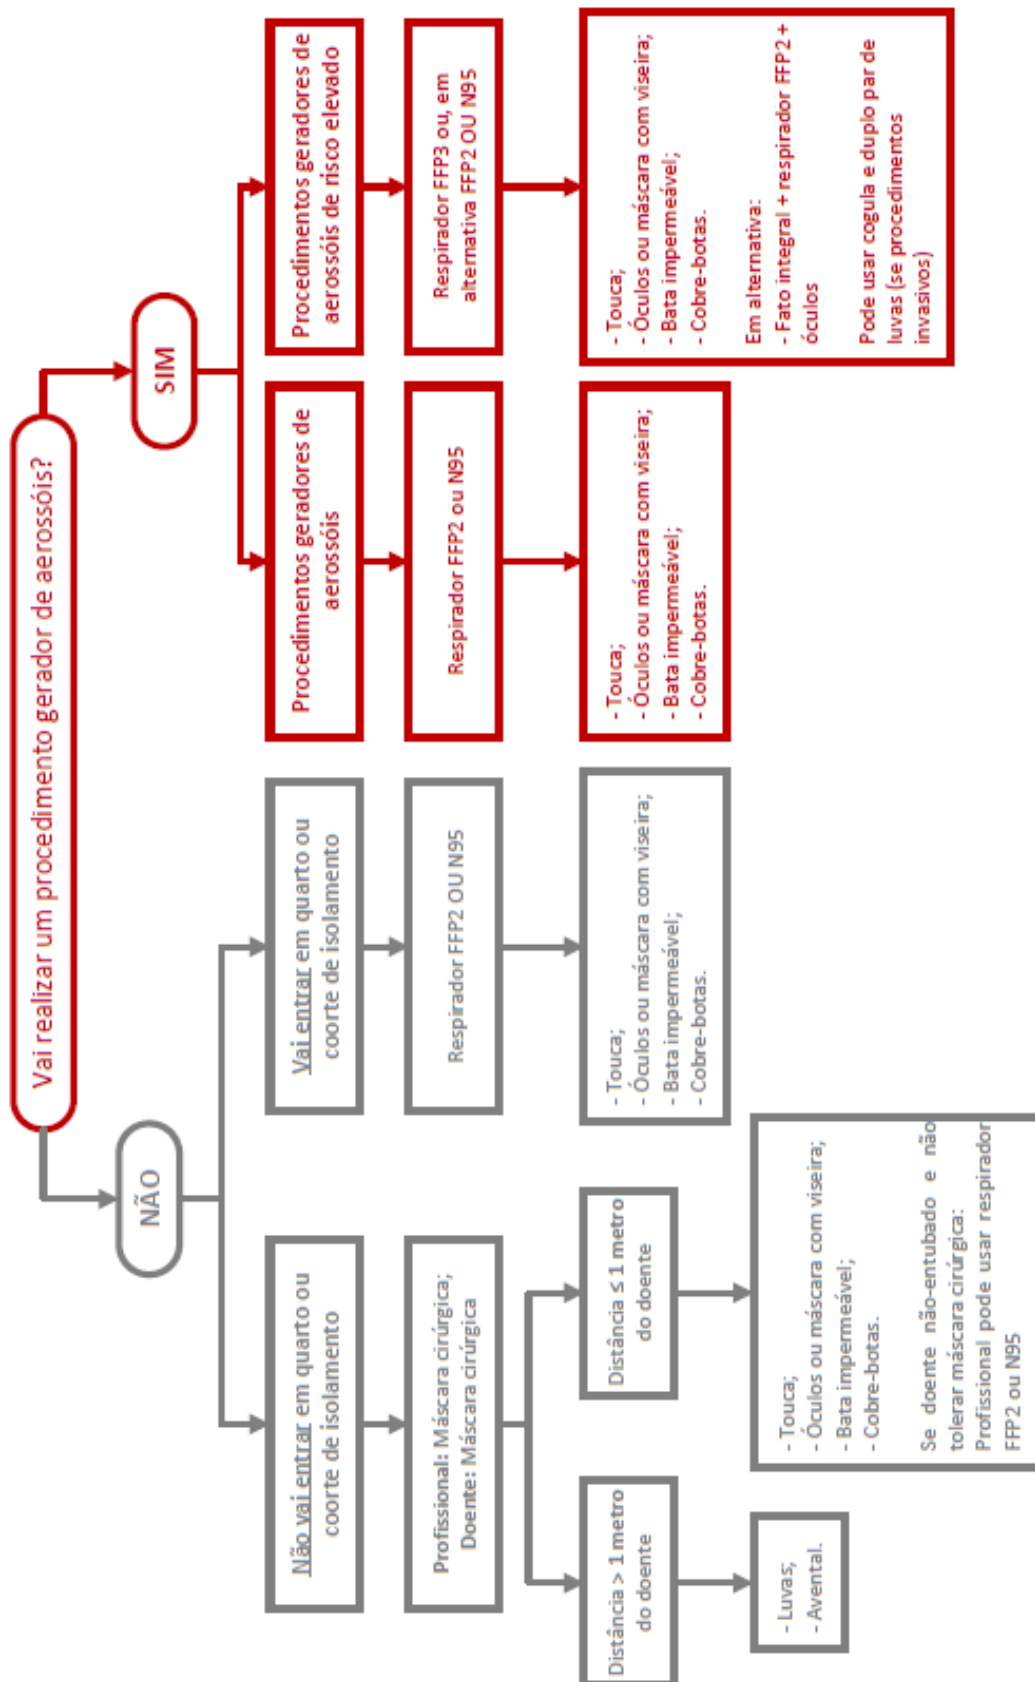 Vai realizar um procedimento gerador de aerossóis?
NÃO
SIM
Não vai entrar em quarto ou
coorte de isolamento
Vai entrar em quarto ou
coorte de isolamento
Procedimentos geradores de
aerossóis
Procedimentos geradores de
aerossóis de risco elevado
Profissional: Máscara cirúrgica;
Doente: Máscara cirúrgica
Respirador FFP2 OU N95
Respirador FFP2 ou N95
Respirador FFP3 ou, em
alternativa FFP2 OU N95
Distância > 1 metro
do doente
Distância ≤ 1 metro
do doente
- Touca;
- Óculos ou máscara com viseira;
- Bata impermeável;
- Cobre-botas.
- Touca;
- Óculos ou máscara com viseira;
- Bata impermeável;
- Cobre-botas.
- Touca;
- Óculos ou máscara com viseira;
- Bata impermeável;
- Cobre-botas.
Em alternativa:
- Fato integral + respirador FFP2 +
óculos
Pode usar cogula e duplo par de
luvas (se procedimentos
invasivos)
- Luvas;
- Avental.
- Touca;
- Óculos ou máscara com viseira;
- Bata impermeável;
- Cobre-botas.
Se doente não-entubado e não
tolerar máscara cirúrgica:
Profissional pode usar respirador
FFP2 ou N95